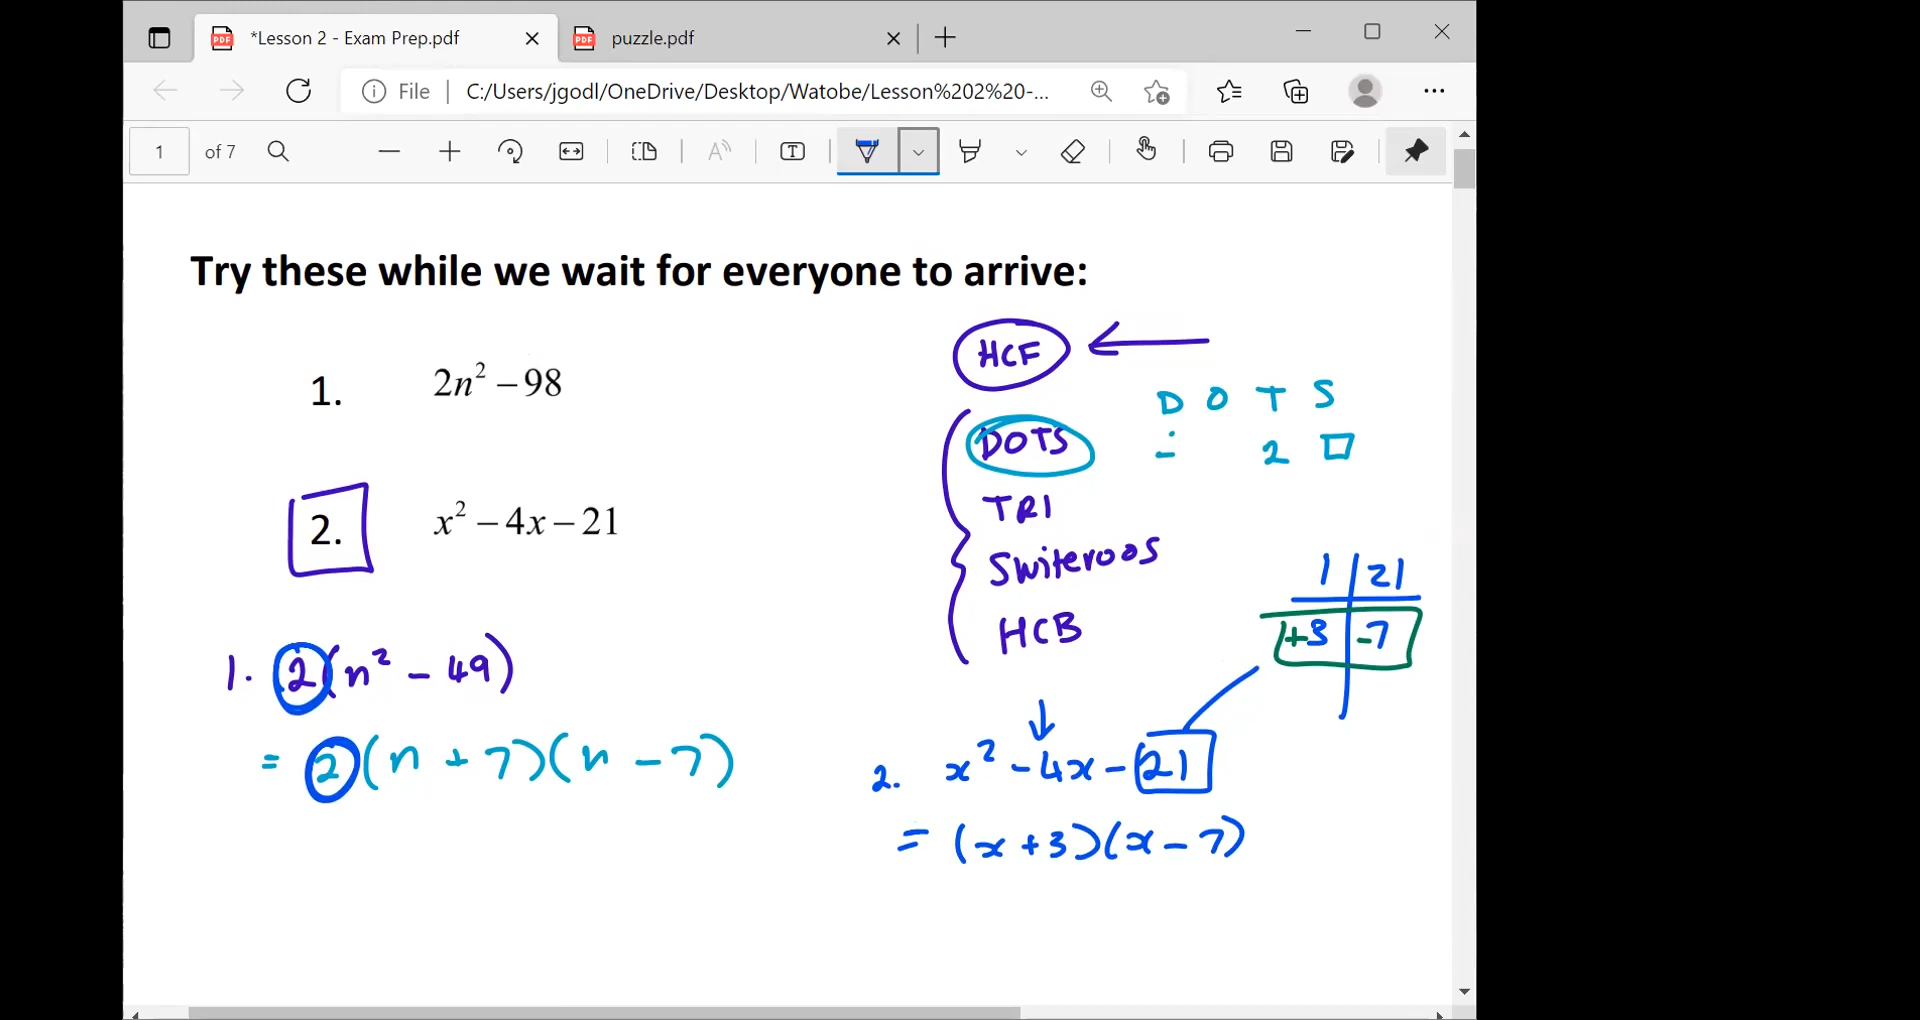 *Lesson 2 - Exam Prep.pdf
puzzle.pdf
File
C:/Users/jgodl/OneDrive/Desktop/Watobe/Lesson%202%20-...
1 of 7
Try these while we wait for everyone to arrive:
HCF
1. 2n² – 98
D O T S
DOTS
- 2 □
TRI
2. x² – 4x – 21
Switeroos
1 | 21
HCB
+3 | -7
1. 2(n² - 49)
= 2(n + 7)(n - 7)
2. x² - 4x - 21
= (x + 3)(x - 7)